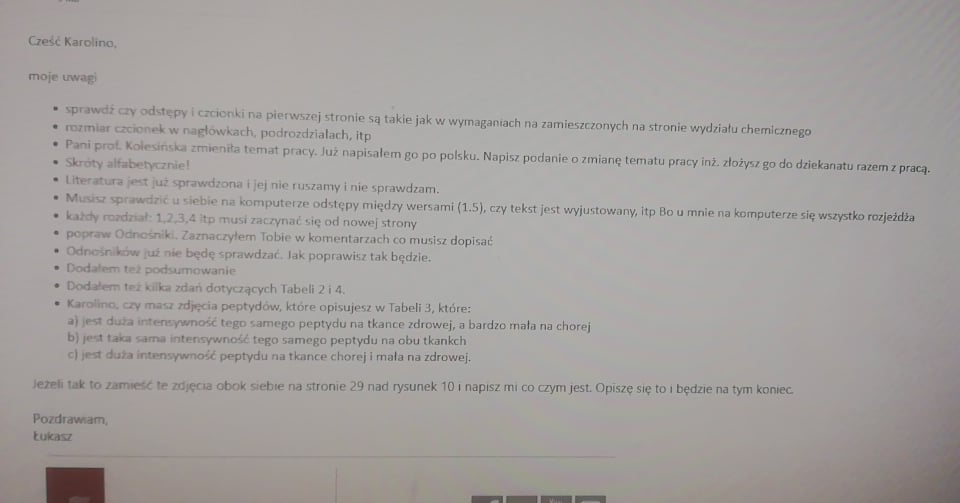 Cześć Karolino,
moje uwagi
• sprawdź czy odstępy i czcionki na pierwszej stronie są takie jak w wymaganiach na zamieszczonych na stronie wydziału chemicznego
• rozmiar czcionek w nagłówkach, podrozdziałach, itp
• Pani prof. Kolesińska zmieniła temat pracy. Już napisałem go po polsku. Napisz podanie o zmianę tematu pracy inż. złożysz go do dziekanatu razem z pracą.
• Skróty alfabetycznie!
• Literatura jest już sprawdzona i jej nie ruszamy i nie sprawdzam.
• Musisz sprawdzić u siebie na komputerze odstępy między wersami (1.5), czy tekst jest wyjustowany, itp Bo u mnie na komputerze się wszystko rozjeżdża
• każdy rozdział: 1,2,3,4 itp musi zaczynać się od nowej strony
• popraw Odnośniki. Zaznaczyłem Tobie w komentarzach co musisz dopisać
• Odnośników już nie będę sprawdzać. Jak poprawisz tak będzie.
• Dodałem też podsumowanie
• Dodałem też kilka zdań dotyczących Tabeli 2 i 4.
• Karolino, czy masz zdjęcia peptydów, które opisujesz w Tabeli 3, które:
a) jest duża intensywność tego samego peptydu na tkance zdrowej, a bardzo mała na chorej
b) jest taka sama intensywność tego samego peptydu na obu tkankch
c) jest duża intensywność peptydu na tkance chorej i mała na zdrowej.
Jeżeli tak to zamieść te zdjęcia obok siebie na stronie 29 nad rysunek 10 i napisz mi co czym jest. Opiszę się to i będzie na tym koniec.
Pozdrawiam,
Łukasz